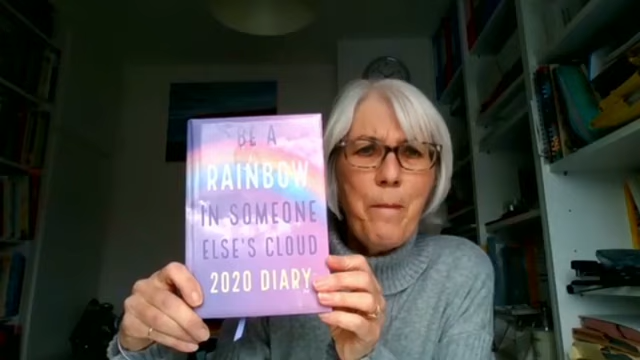 BE A
RAINBOW
IN SOMEONE
ELSE'S CLOUD
2020 DIARY